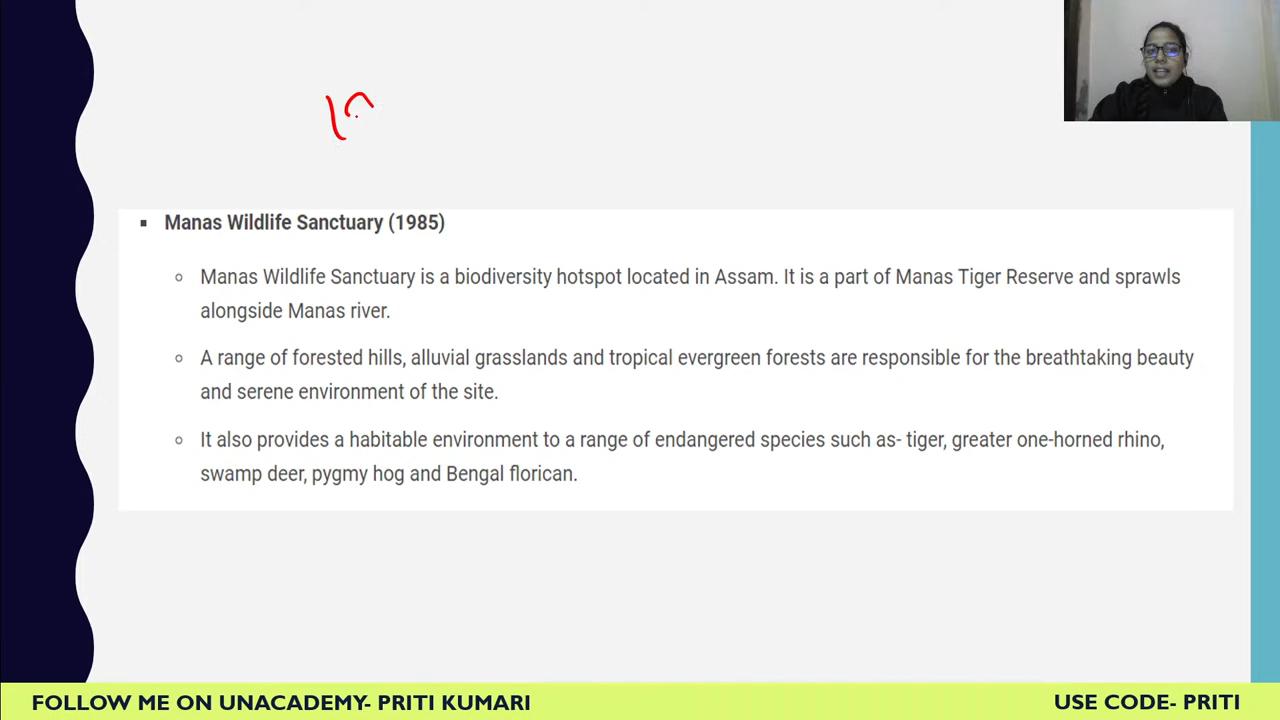 Manas Wildlife Sanctuary (1985)
Manas Wildlife Sanctuary is a biodiversity hotspot located in Assam. It is a part of Manas Tiger Reserve and sprawls
alongside Manas river.
A range of forested hills, alluvial grasslands and tropical evergreen forests are responsible for the breathtaking beauty
and serene environment of the site.
It also provides a habitable environment to a range of endangered species such as- tiger, greater one-horned rhino,
swamp deer, pygmy hog and Bengal florican.
FOLLOW ME ON UNACADEMY- PRITI KUMARI
USE CODE- PRITI